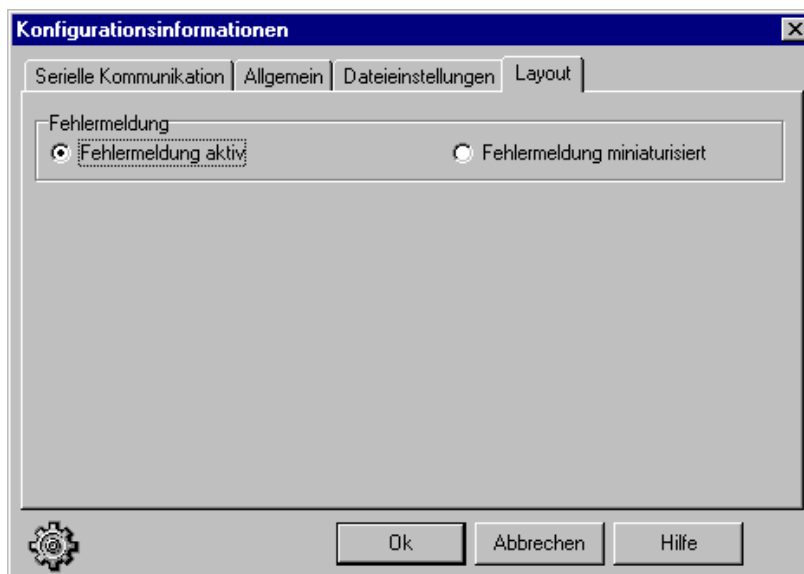 Konfigurationsinformationen
Serielle Kommunikation Allgemein Dateieinstellungen Layout
Fehlermeldung
Fehlermeldung aktiv Fehlermeldung miniaturisiert
Ok Abbrechen Hilfe